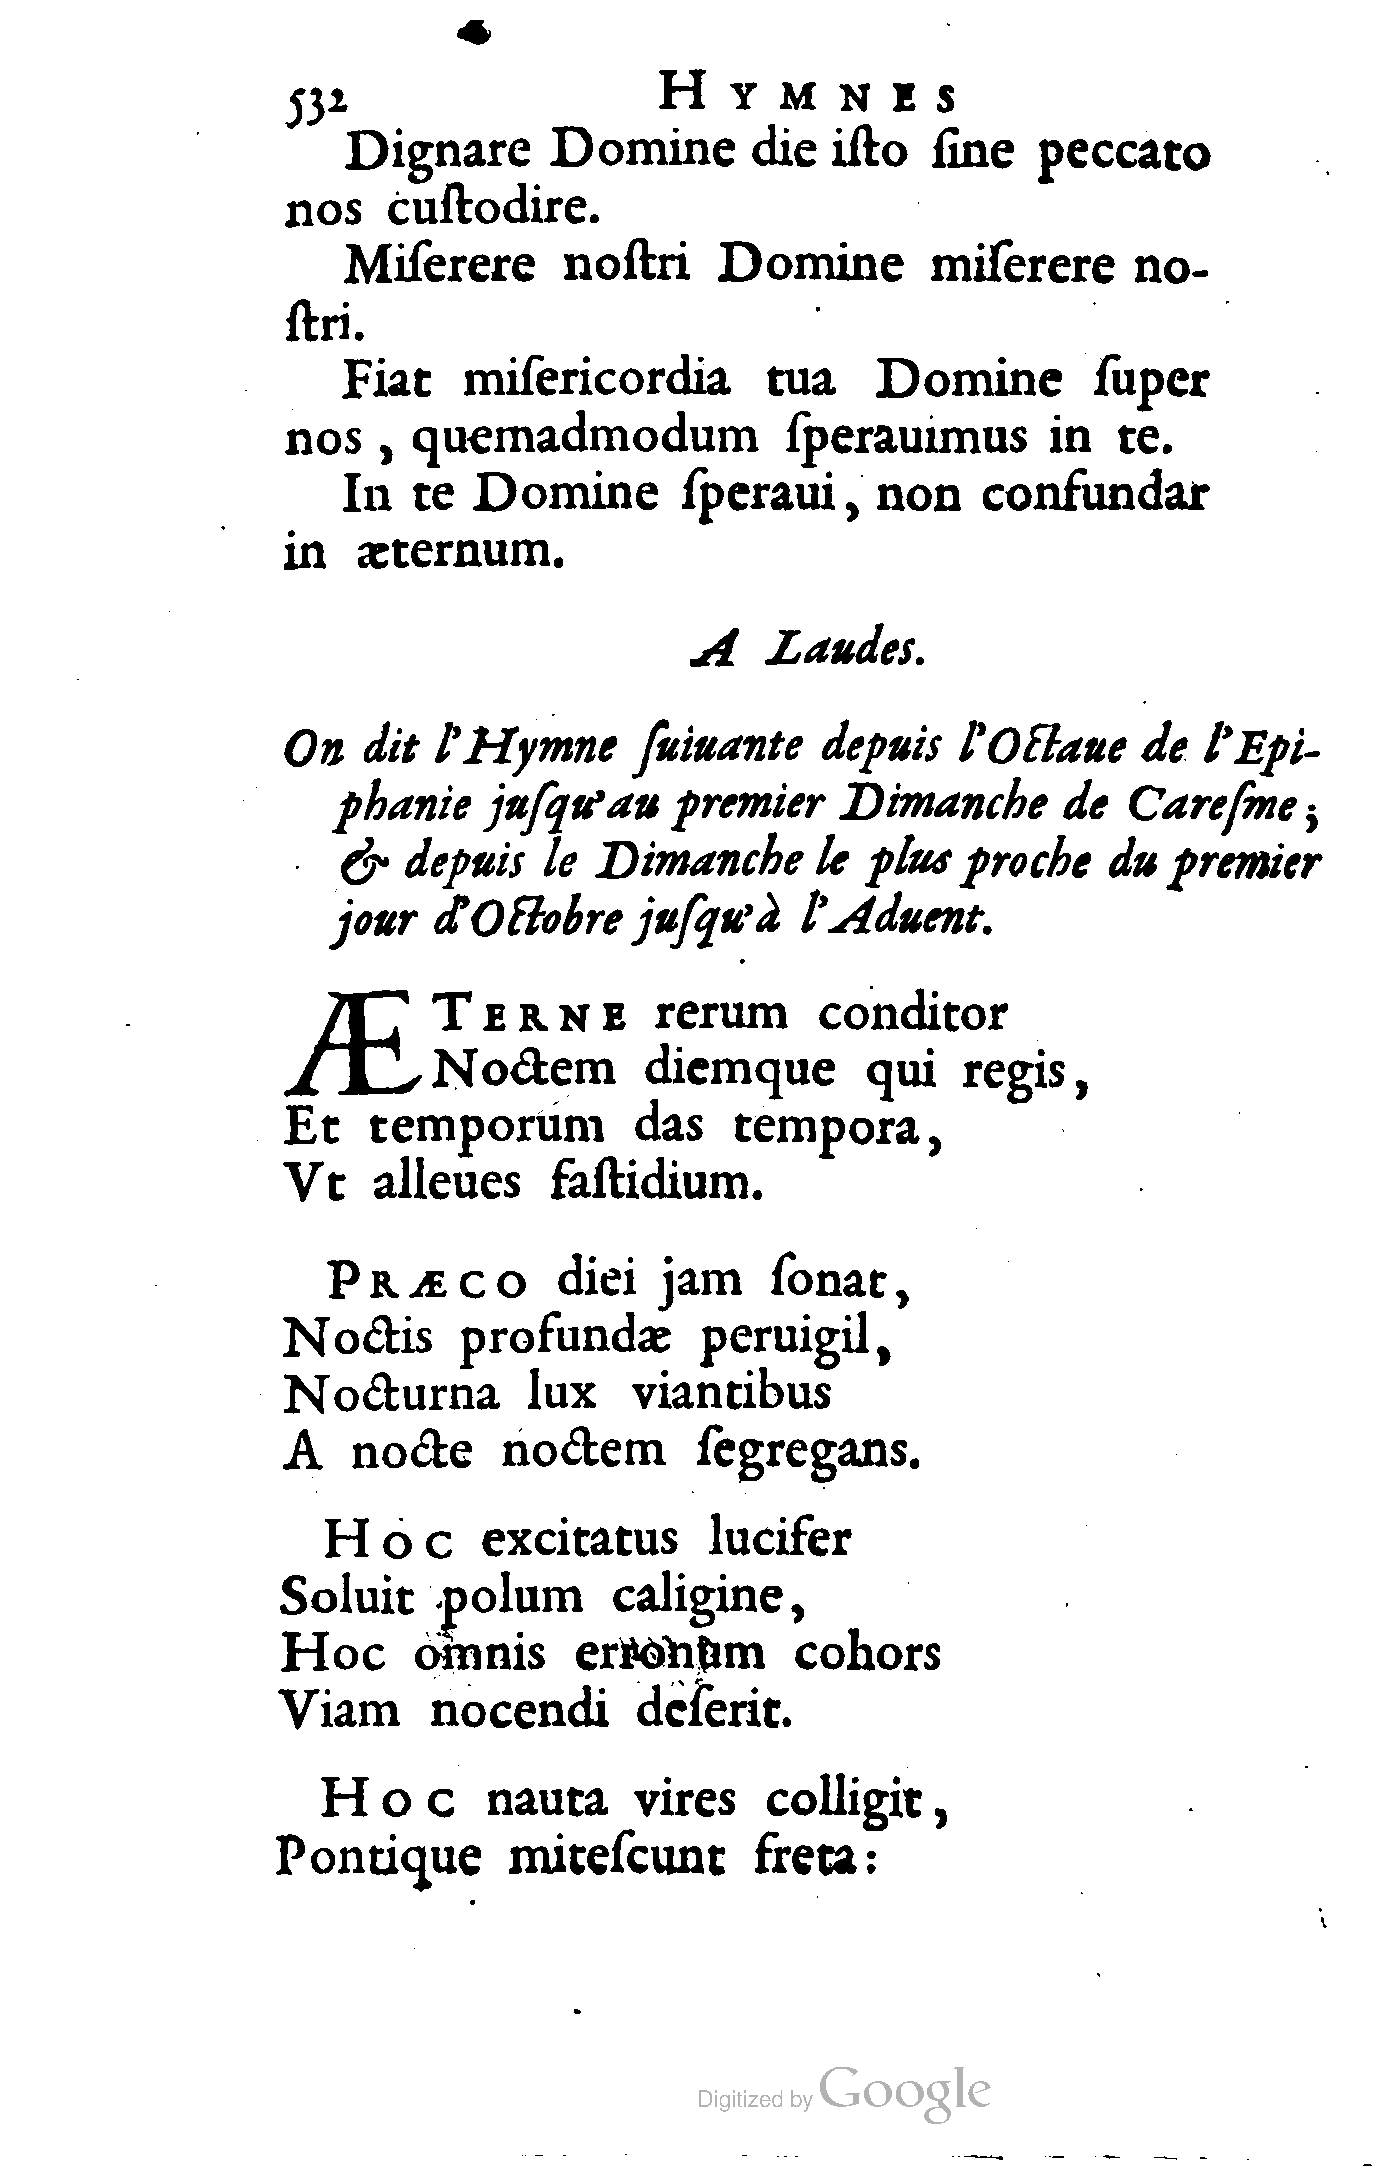 532 HYMNES
Dignare Domine die iſto ſine peccato
nos cuſtodire.
Miſerere noſtri Domine miſerere no-
ſtri.
Fiat miſericordia tua Domine ſuper
nos , quemadmodum ſperauimus in te.
In te Domine ſperaui, non confundar
in æternum.
A Laudes.
On dit l'Hymne ſuiuante depuis l'Octaue de l'Epi-
phanie juſqu'au premier Dimanche de Careſme;
& depuis le Dimanche le plus proche du premier
jour d'Octobre juſqu'à l'Aduent.
ÆTERNE rerum conditor
Noctem diemque qui regis,
Et temporum das tempora,
Vt alleues faſtidium.
PRÆCO diei jam ſonat,
Noctis profundæ peruigil,
Nocturna lux viantibus
A nocte noctem ſegregans.
HOC excitatus lucifer
Soluit polum caligine,
Hoc omnis erronum cohors
Viam nocendi deſerit.
HOC nauta vires colligit,
Pontique miteſcunt freta:
Digitized by Google